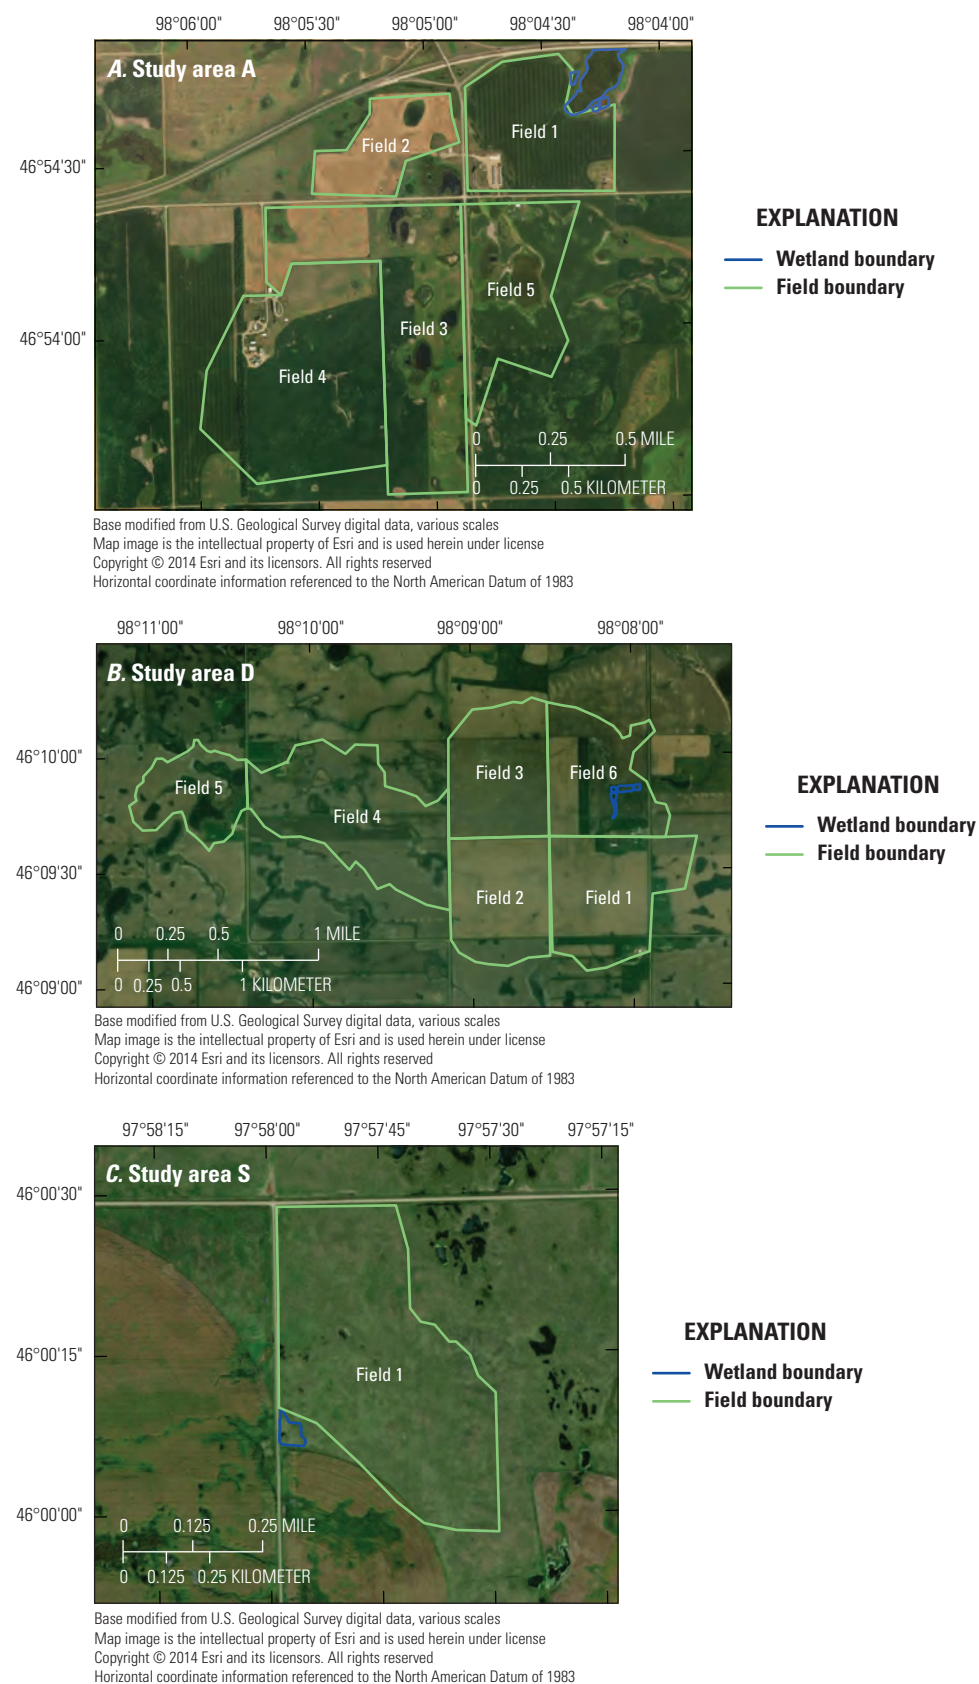 98°06'00" 98°05'30" 98°05'00" 98°04'30" 98°04'00"
A. Study area A
Field 1
Field 2
46°54'30"
EXPLANATION
Wetland boundary
Field boundary
Field 5
Field 3
46°54'00"
Field 4
0 0.25 0.5 MILE
0 0.25 0.5 KILOMETER
Base modified from U.S. Geological Survey digital data, various scales
Map image is the intellectual property of Esri and is used herein under license
Copyright © 2014 Esri and its licensors. All rights reserved
Horizontal coordinate information referenced to the North American Datum of 1983
98°11'00" 98°10'00" 98°09'00" 98°08'00"
B. Study area D
46°10'00"
Field 3 Field 6
Field 5
EXPLANATION
Field 4
Wetland boundary
Field boundary
46°09'30"
Field 2 Field 1
0 0.25 0.5 1 MILE
0 0.25 0.5 1 KILOMETER
46°09'00"
Base modified from U.S. Geological Survey digital data, various scales
Map image is the intellectual property of Esri and is used herein under license
Copyright © 2014 Esri and its licensors. All rights reserved
Horizontal coordinate information referenced to the North American Datum of 1983
97°58'15" 97°58'00" 97°57'45" 97°57'30" 97°57'15"
C. Study area S
46°00'30"
EXPLANATION
46°00'15"
Field 1
Wetland boundary
Field boundary
46°00'00"
0 0.125 0.25 MILE
0 0.125 0.25 KILOMETER
Base modified from U.S. Geological Survey digital data, various scales
Map image is the intellectual property of Esri and is used herein under license
Copyright © 2014 Esri and its licensors. All rights reserved
Horizontal coordinate information referenced to the North American Datum of 1983